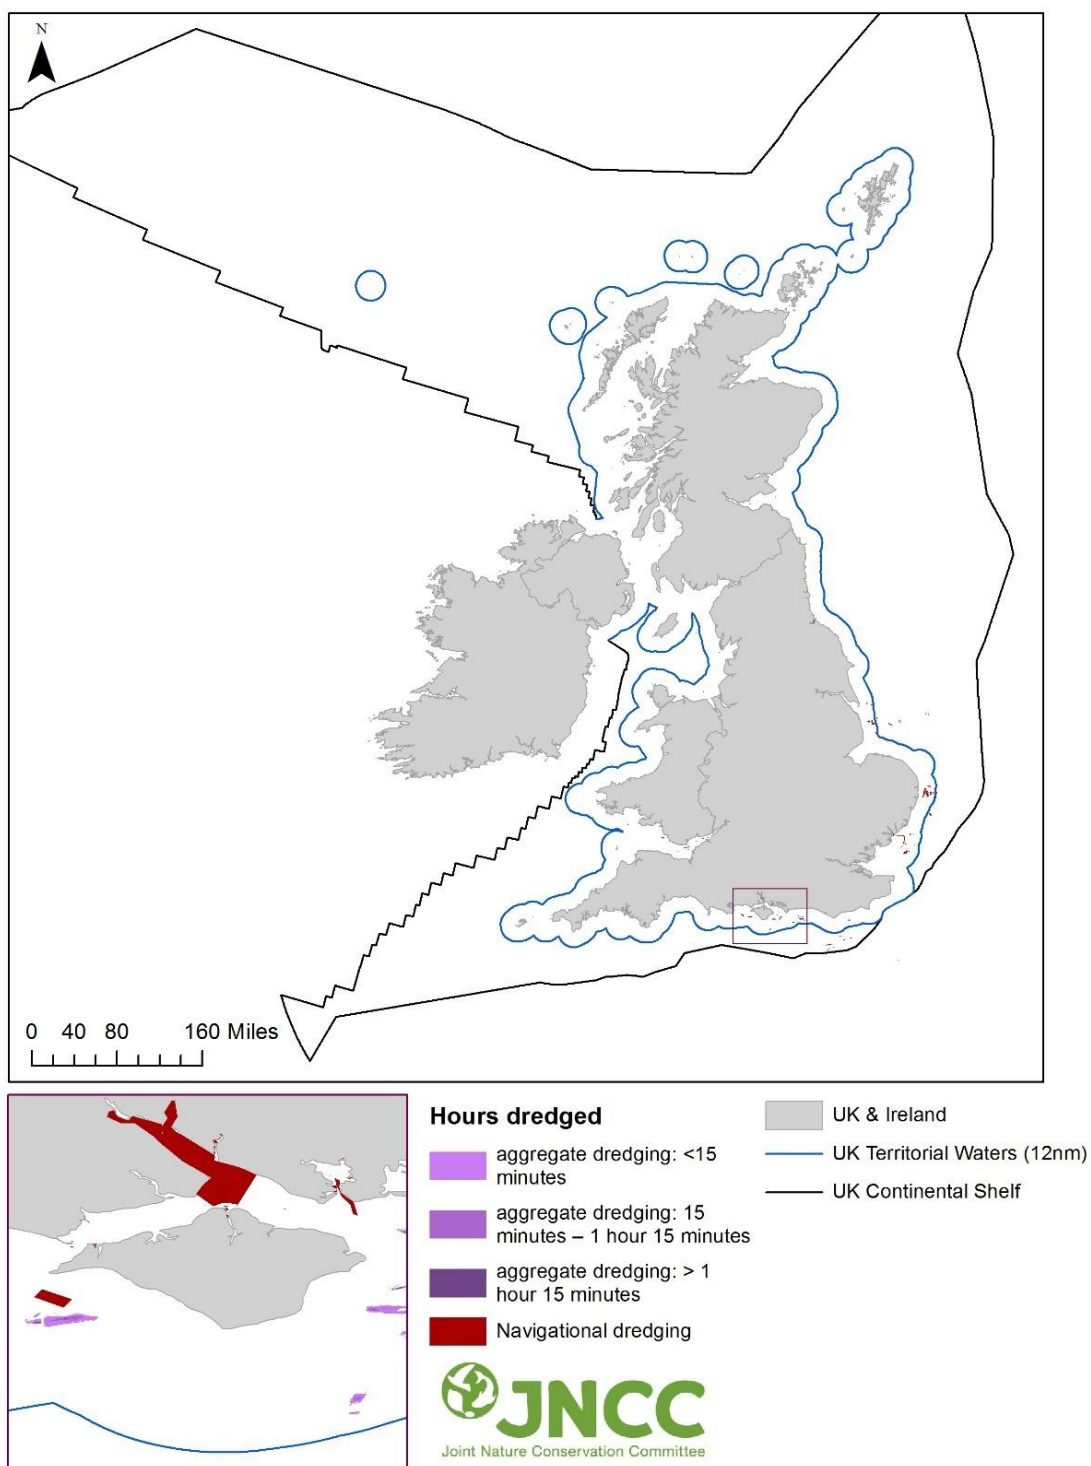 N
0 40 80 160 Miles
Hours dredged
aggregate dredging: <15
minutes
aggregate dredging: 15
minutes – 1 hour 15 minutes
aggregate dredging: > 1
hour 15 minutes
Navigational dredging
UK & Ireland
UK Territorial Waters (12nm)
UK Continental Shelf
JNCC
Joint Nature Conservation Committee